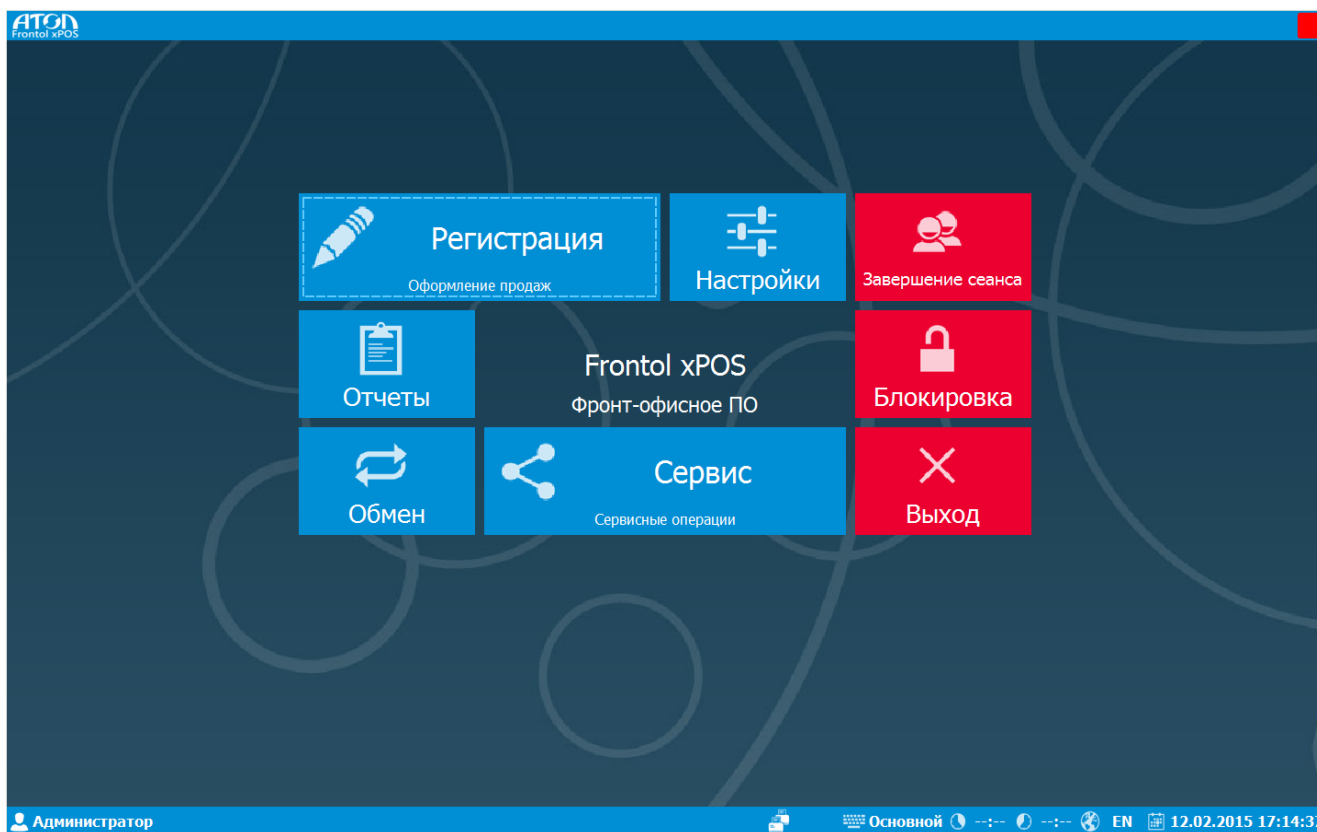 АТОЛ
Frontol xPOS
Регистрация
Оформление продаж
Настройки
Завершение сеанса
Отчеты
Frontol xPOS
Фронт-офисное ПО
Блокировка
Обмен
Сервис
Сервисные операции
Выход
Администратор
Основной --:-- --:-- EN 12.02.2015 17:14:37